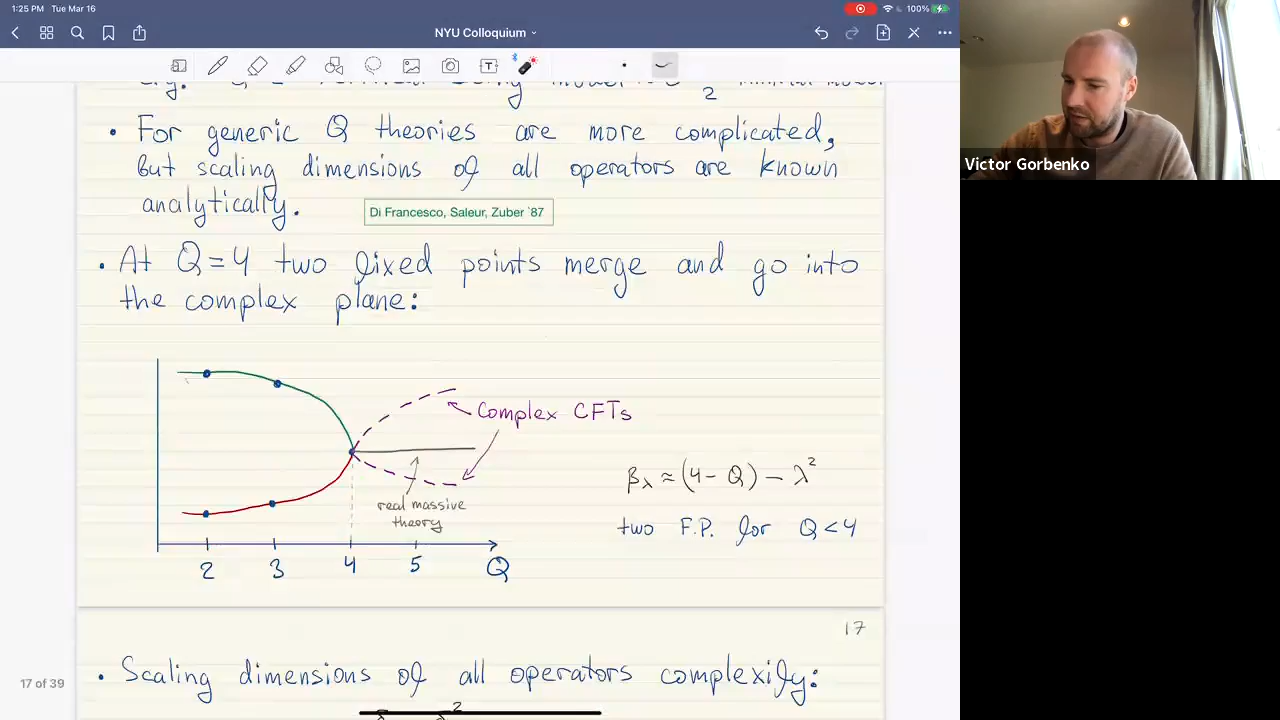 1:25 PM Tue Mar 16
100%
NYU Colloquium
2
• For generic Q theories are more complicated,
but scaling dimensions of all operators are known
analytically.
Di Francesco, Saleur, Zuber `87
• At Q=4 two fixed points merge and go into
the complex plane:
Complex CFTs
real massive
theory
2 3 4 5 Q
βλ ≈ (4 - Q) - λ²
two F.P. for Q < 4
17
• Scaling dimensions of all operators complexify:
17 of 39
Victor Gorbenko